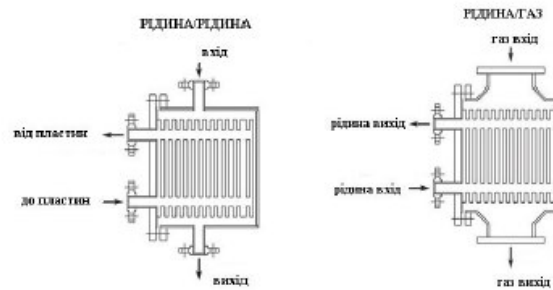 РІДИНА/РІДИНА
вхід
від пластин
до пластин
вихід
РІДИНА/ГАЗ
газ вхід
рідина вихід
рідина вхід
газ вихід